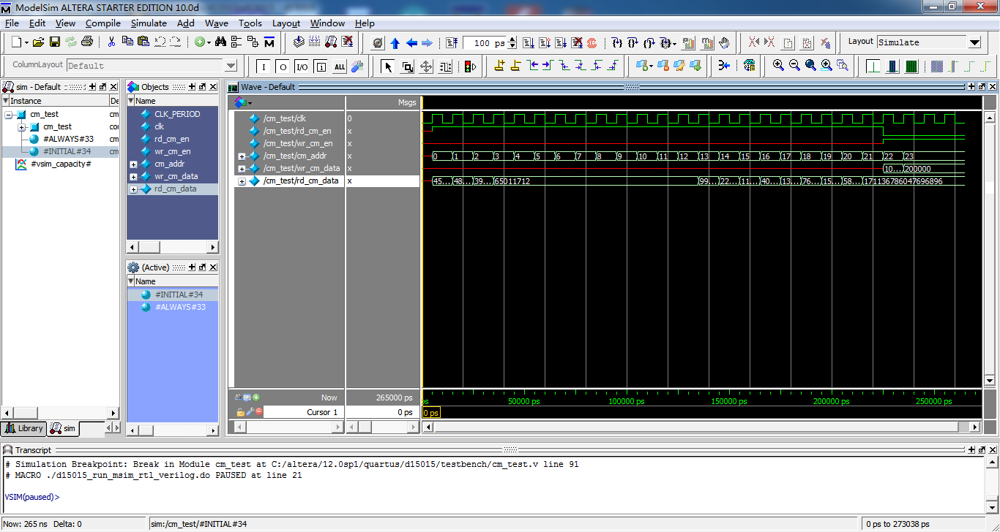 ModelSim ALTERA STARTER EDITION 10.0d
File Edit View Compile Simulate Add Wave Tools Layout Window Help
100 ps
Layout Simulate
ColumnLayout Default
ALL
sim - Default
Instance De
cm_test cm
cm_test co
#ALWAYS#33 cm
#INITIAL#34 cm
#vsim_capacity#
Library sim
Objects
Name
CLK_PERIOD
clk
rd_cm_en
wr_cm_en
cm_addr
wr_cm_data
rd_cm_data
(Active)
Name
#INITIAL#34
#ALWAYS#33
Wave - Default
Msgs
/cm_test/clk 0
/cm_test/rd_cm_en x
/cm_test/wr_cm_en x
/cm_test/cm_addr x 0 1 2 3 4 5 6 7 8 9 10 11 12 13 14 15 16 17 18 19 20 21 22 23
/cm_test/wr_cm_data x 10... 200000
/cm_test/rd_cm_data x 45... 48... 39... 65011712 99... 22... 11... 40... 13... 76... 15... 58... 171136786047696896
Now 265000 ps
ps 50000 ps 100000 ps 150000 ps 200000 ps 250000 ps
Cursor 1 0 ps 0 ps
Transcript
# Simulation Breakpoint: Break in Module cm_test at C:/altera/12.0sp1/quartus/d15015/testbench/cm_test.v line 91
# MACRO ./d15015_run_msim_rtl_verilog.do PAUSED at line 21
VSIM(paused)>
Now: 265 ns Delta: 0 sim:/cm_test/#INITIAL#34 0 ps to 273038 ps